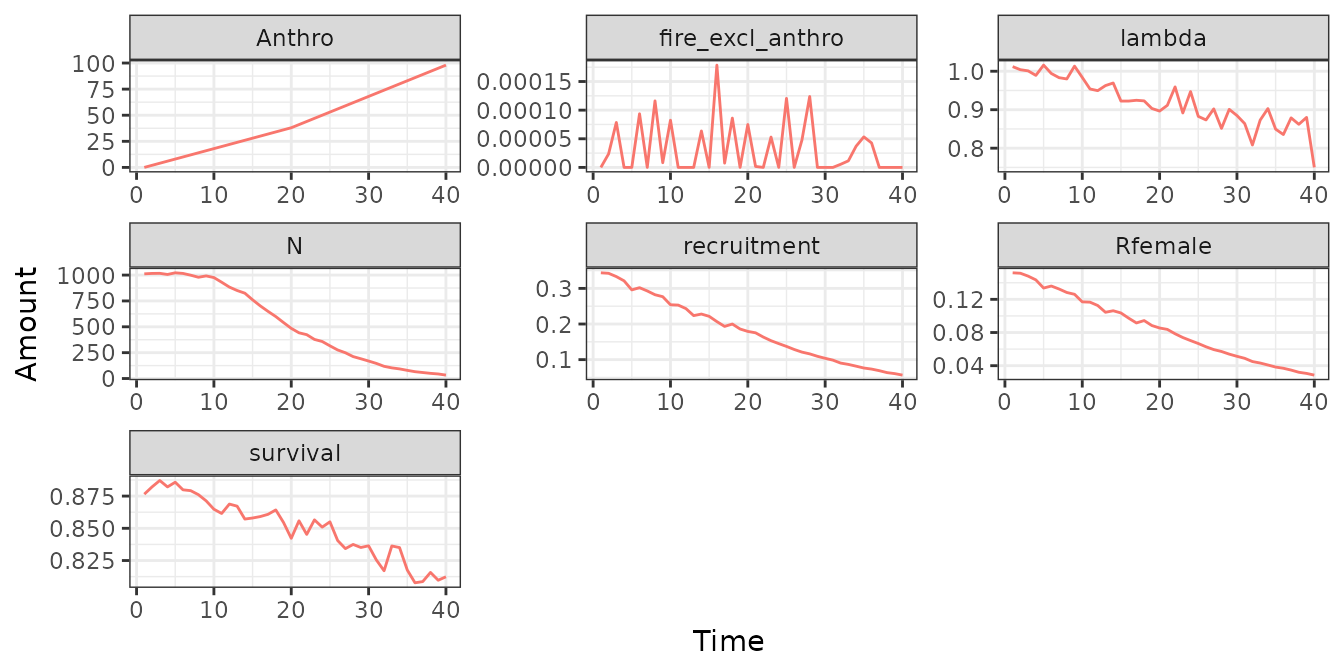 Anthro
fire_excl_anthro
lambda
100
75
50
25
0
0 10 20 30 40
0.00015
0.00010
0.00005
0.00000
0 10 20 30 40
1.0
0.9
0.8
0 10 20 30 40
N
recruitment
Rfemale
1000
750
500
250
0
0 10 20 30 40
0.3
0.2
0.1
0 10 20 30 40
0.12
0.08
0.04
0 10 20 30 40
survival
0.875
0.850
0.825
0 10 20 30 40
Amount
Time